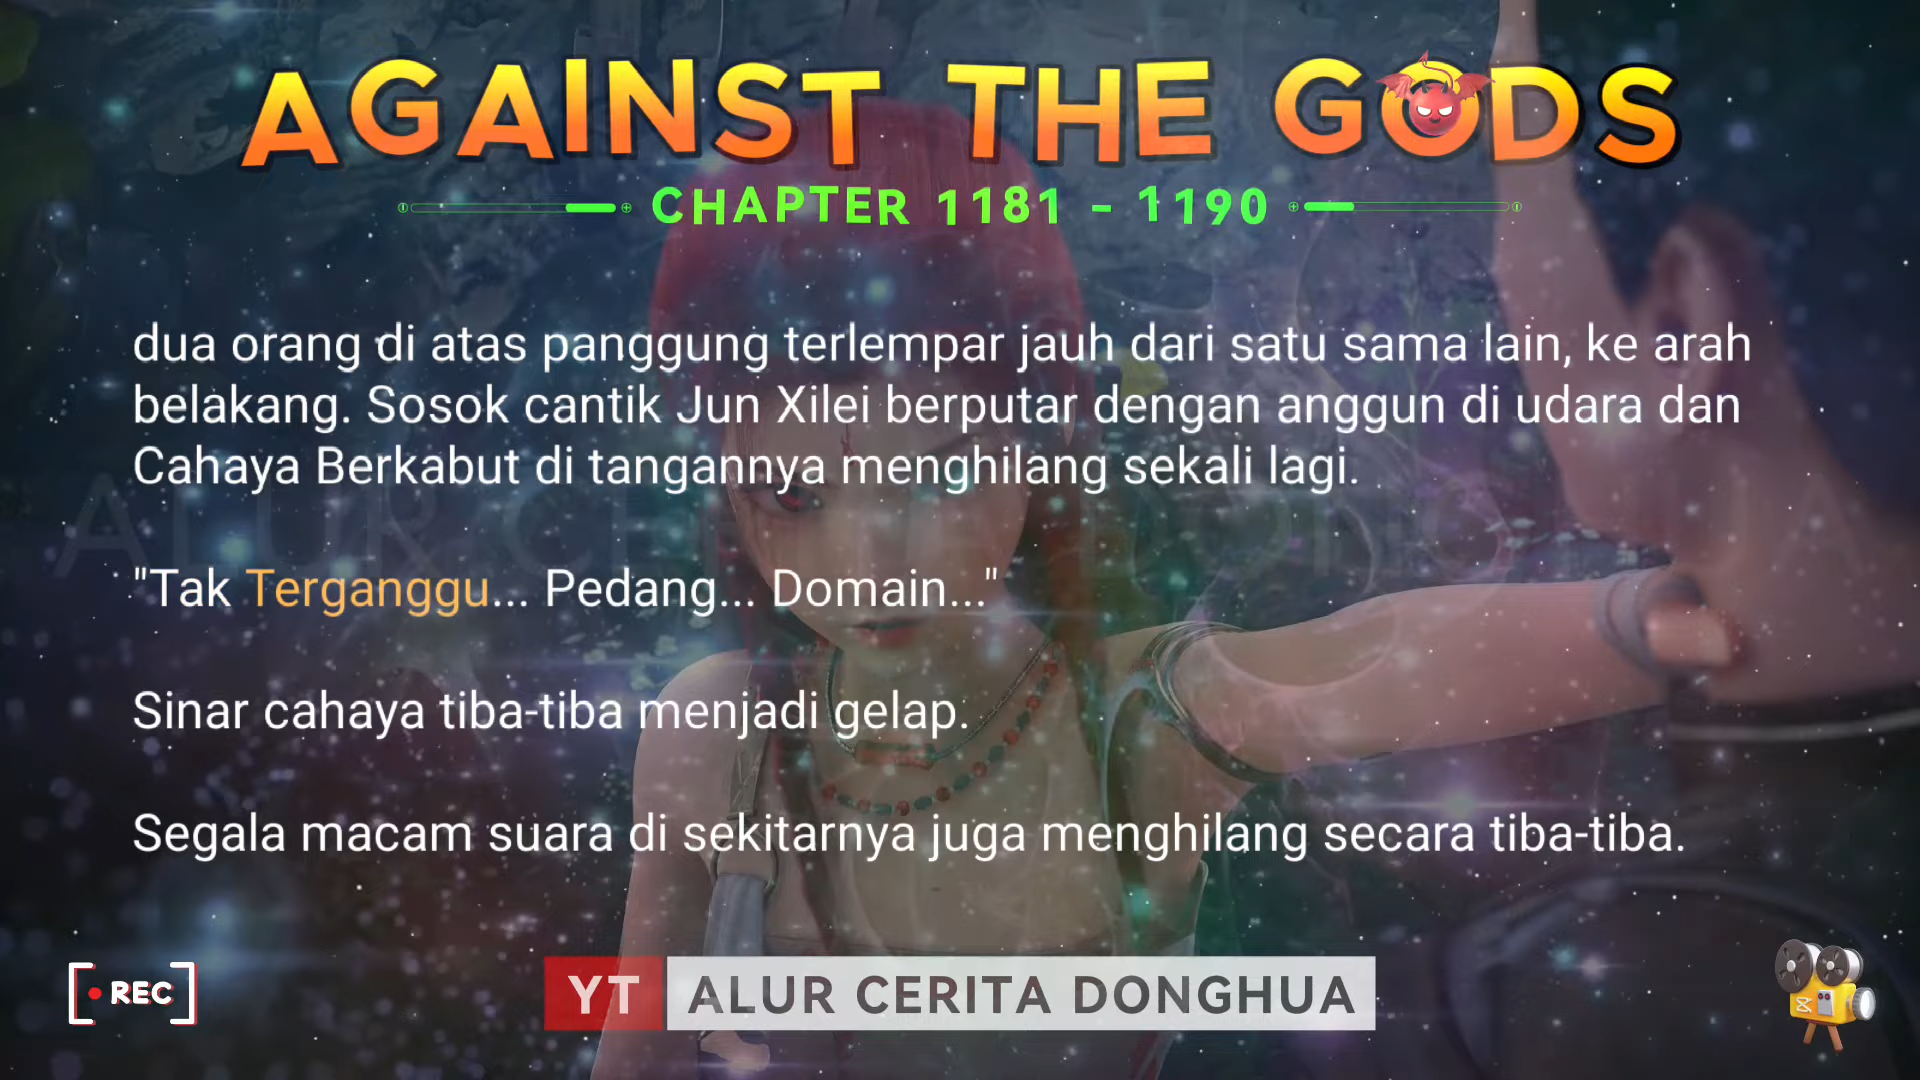 AGAINST THE GODS
CHAPTER 1181 - 1190
dua orang di atas panggung terlempar jauh dari satu sama lain, ke arah
belakang. Sosok cantik Jun Xilei berputar dengan anggun di udara dan
Cahaya Berkabut di tangannya menghilang sekali lagi.
"Tak Terganggu... Pedang... Domain..."
Sinar cahaya tiba-tiba menjadi gelap.
Segala macam suara di sekitarnya juga menghilang secara tiba-tiba.
ALUR CERITA DONGHUA
REC
YT ALUR CERITA DONGHUA